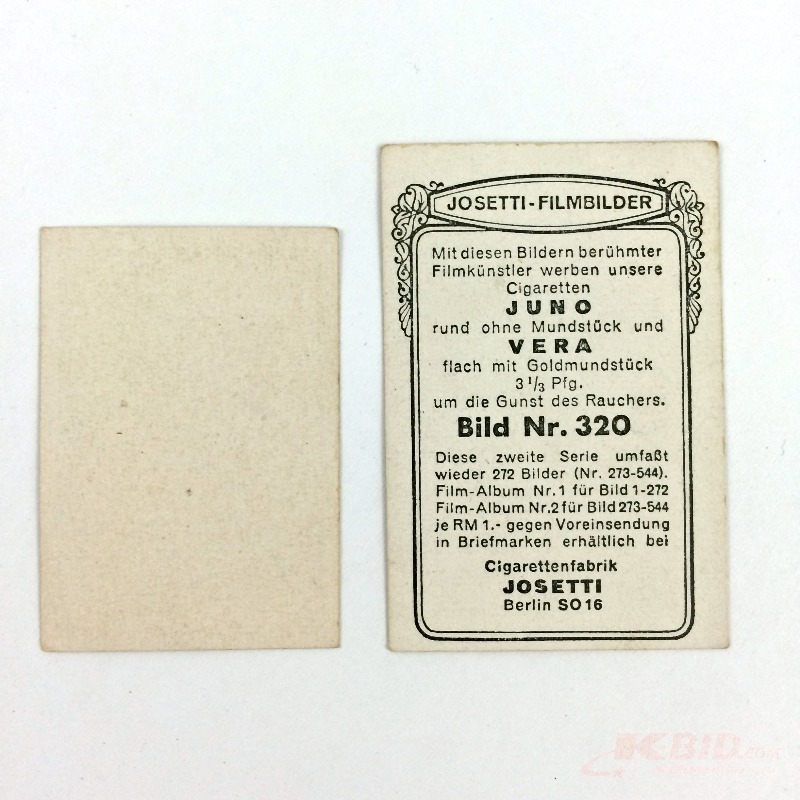 JOSETTI-FILMBILDER
Mit diesen Bildern berühmter
Filmkünstler werben unsere
Cigaretten
JUNO
rund ohne Mundstück und
VERA
flach mit Goldmundstück
3 1/3 Pfg.
um die Gunst des Rauchers.
Bild Nr. 320
Diese zweite Serie umfaßt
wieder 272 Bilder (Nr. 273-544).
Film-Album Nr.1 für Bild 1-272
Film-Album Nr.2 für Bild 273-544
je RM 1.- gegen Voreinsendung
in Briefmarken erhältlich bei
Cigarettenfabrik
JOSETTI
Berlin SO16
K-BID.com